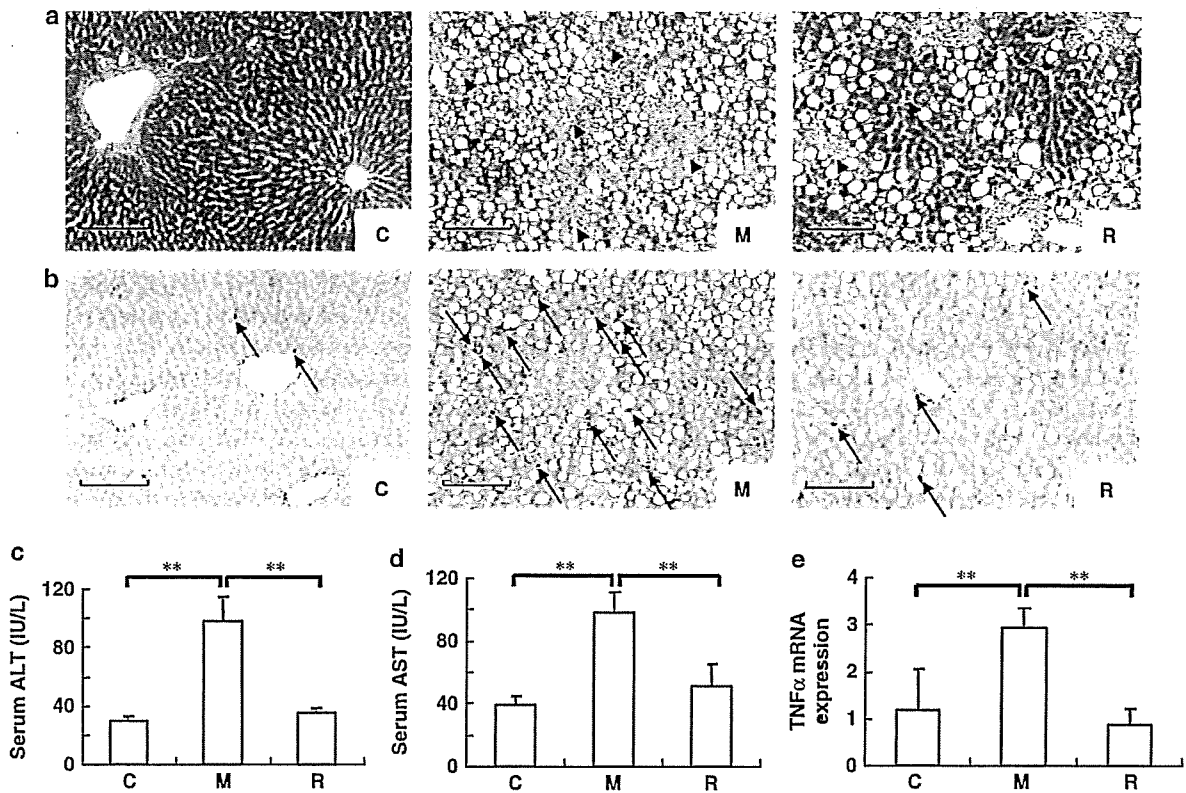 a
C
M
R
b
C
M
R
c
Serum ALT (IU/L)
120
80
40
0
** **
C M R
d
Serum AST (IU/L)
120
80
40
0
** **
C M R
e
TNFα mRNA
expression
4
3
2
1
0
** **
C M R